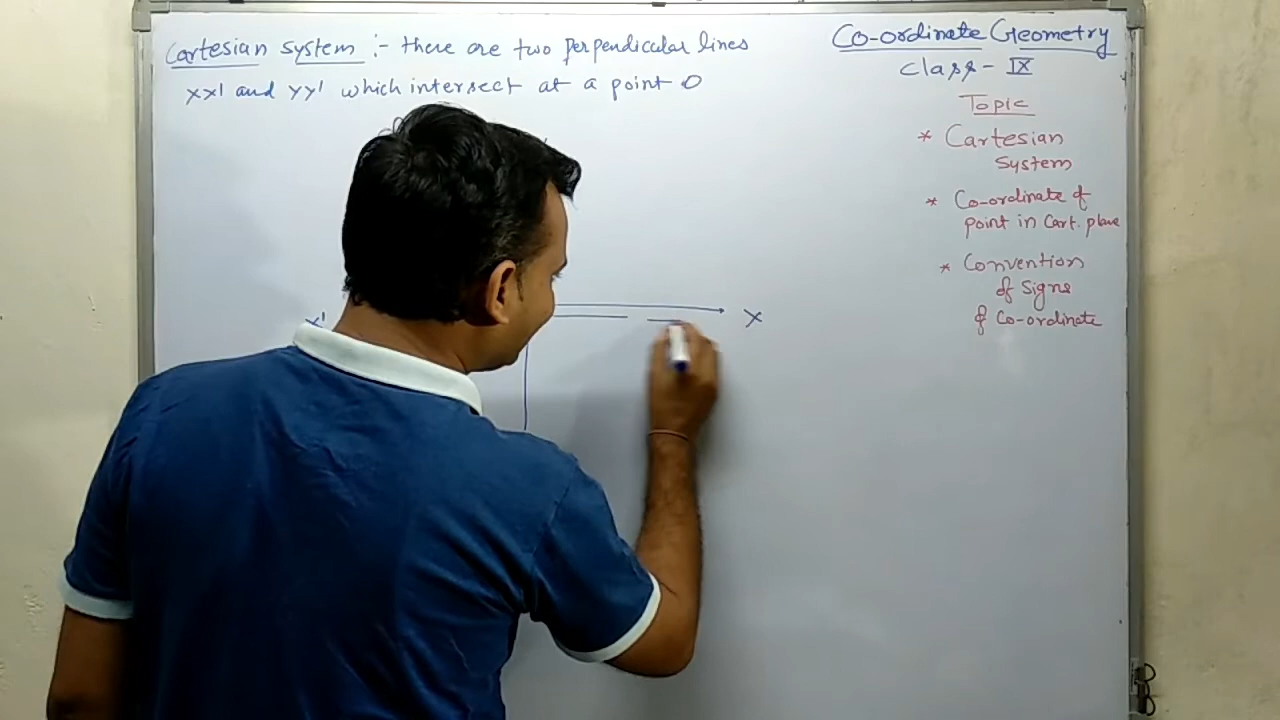 Cartesian System :- there are two perpendicular lines
XX' and YY' which intersect at a point O
Co-ordinate Geometry
Class - IX
Topic
* Cartesian
System
* Co-ordinate of
point in Cart. plane
* Convention
of Signs
of Co-ordinate
X'
X